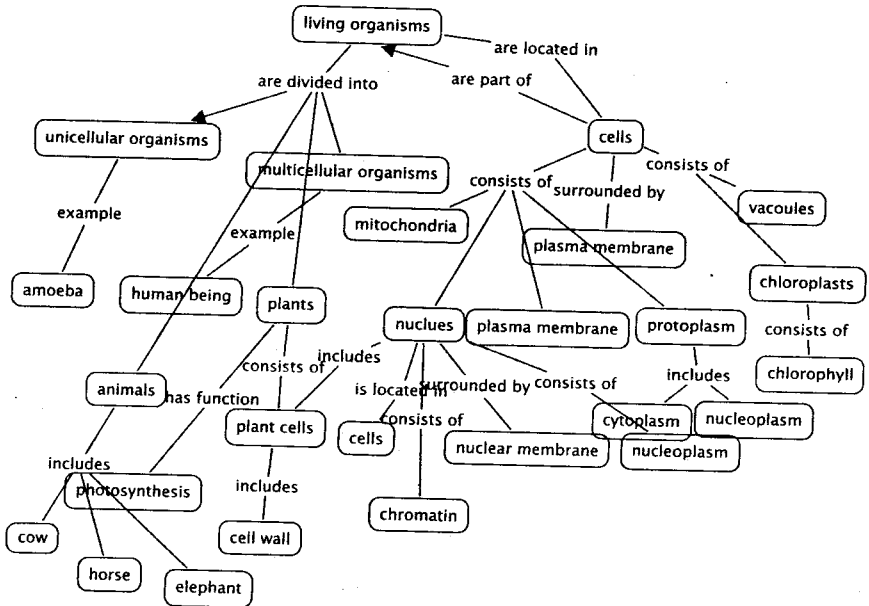 living organisms
are located in
are part of
are divided into
unicellular organisms
cells
multicellular organisms
consists of
consists of
surrounded by
vacoules
mitochondria
example
example
plasma membrane
amoeba
human being
plants
chloroplasts
nuclues
plasma membrane
protoplasm
consists of
includes
consists of
animals
has function
is located in
surrounded by
consists of
includes
chlorophyll
plant cells
cells
consists of
cytoplasm
nucleoplasm
nuclear membrane
nucleoplasm
includes
photosynthesis
includes
chromatin
cow
cell wall
horse
elephant